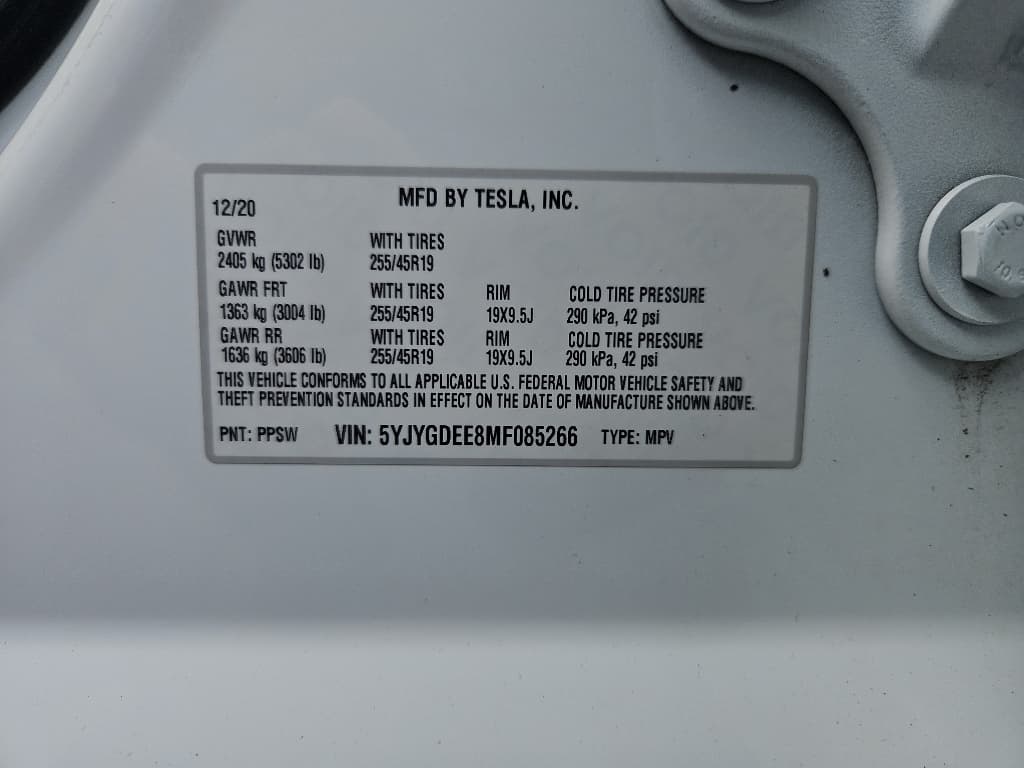 MFD BY TESLA, INC.
12/20
GVWR WITH TIRES
2405 kg (5302 lb) 255/45R19
GAWR FRT WITH TIRES RIM COLD TIRE PRESSURE
1363 kg (3004 lb) 255/45R19 19X9.5J 290 kPa, 42 psi
GAWR RR WITH TIRES RIM COLD TIRE PRESSURE
1636 kg (3606 lb) 255/45R19 19X9.5J 290 kPa, 42 psi
THIS VEHICLE CONFORMS TO ALL APPLICABLE U.S. FEDERAL MOTOR VEHICLE SAFETY AND
THEFT PREVENTION STANDARDS IN EFFECT ON THE DATE OF MANUFACTURE SHOWN ABOVE.
PNT: PPSW VIN: 5YJYGDEE8MF085266 TYPE: MPV